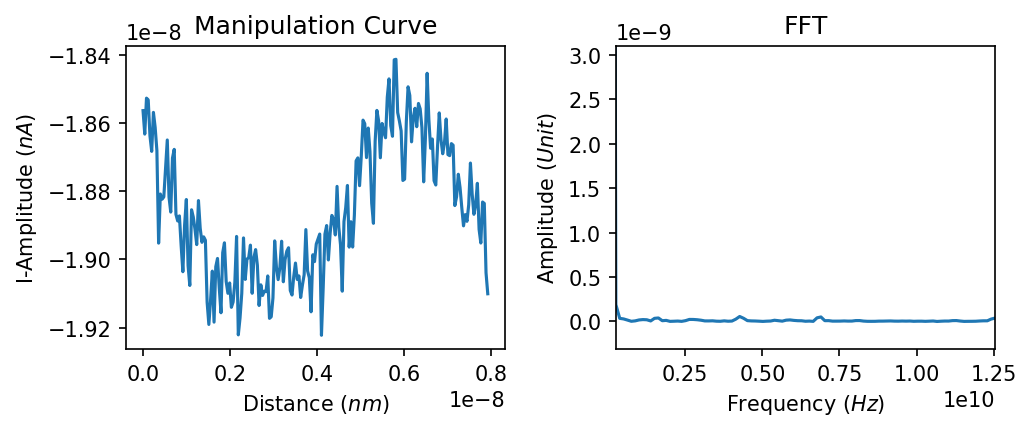 Manipulation Curve
1e−8
−1.84
−1.86
−1.88
−1.90
−1.92
I-Amplitude (nA)
0.0 0.2 0.4 0.6 0.8
Distance (nm)
1e−8
FFT
1e−9
3.0
2.5
2.0
1.5
1.0
0.5
0.0
Amplitude (Unit)
0.25 0.50 0.75 1.00 1.25
Frequency (Hz)
1e10